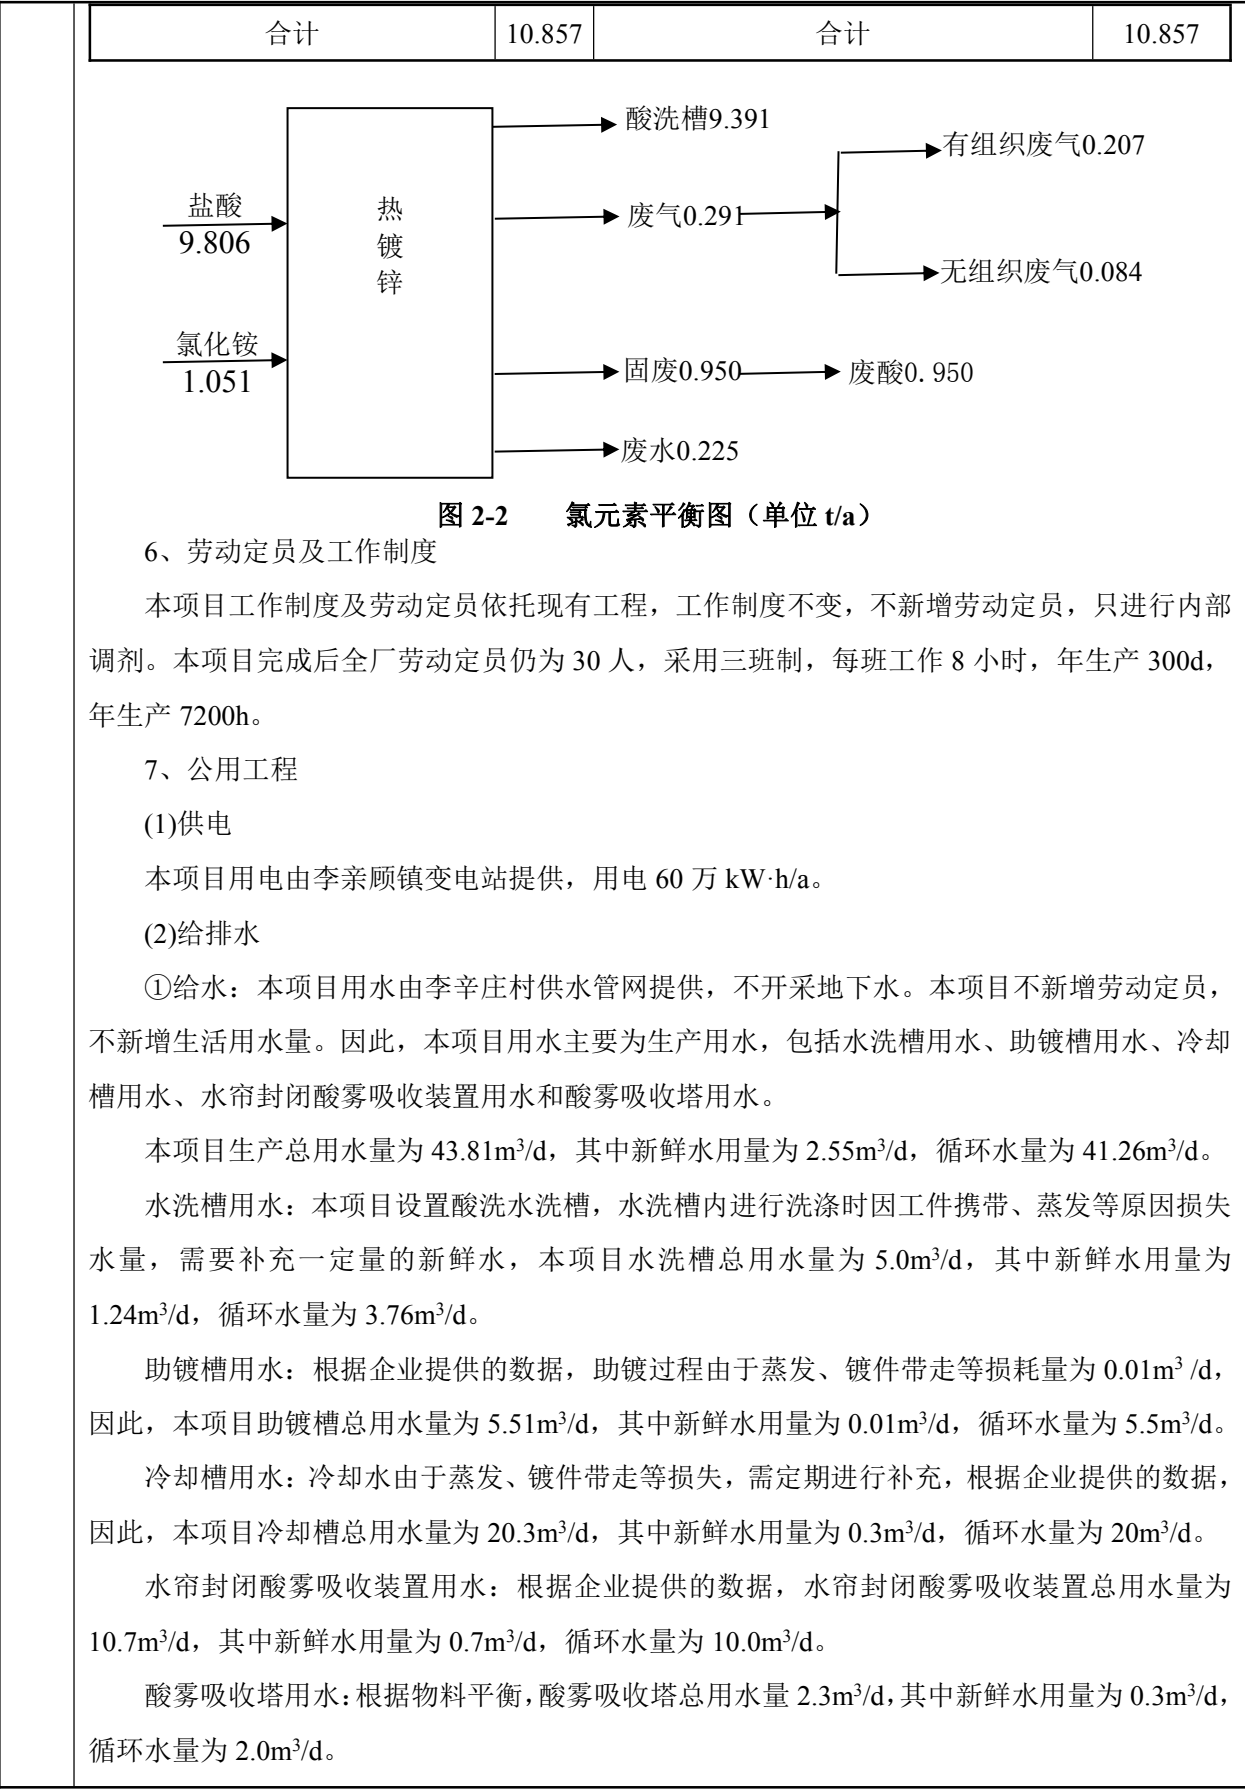 合计 10.857 合计 10.857
酸洗槽9.391
有组织废气0.207
盐酸
9.806
热
镀
锌
废气0.291
无组织废气0.084
氯化铵
1.051
固废0.950 废酸0.950
废水0.225
图 2-2 氯元素平衡图（单位 t/a）
6、劳动定员及工作制度
本项目工作制度及劳动定员依托现有工程，工作制度不变，不新增劳动定员，只进行内部
调剂。本项目完成后全厂劳动定员仍为 30 人，采用三班制，每班工作 8 小时，年生产 300d，
年生产 7200h。
7、公用工程
(1)供电
本项目用电由李亲顾镇变电站提供，用电 60 万 kW·h/a。
(2)给排水
①给水：本项目用水由李辛庄村供水管网提供，不开采地下水。本项目不新增劳动定员，
不新增生活用水量。因此，本项目用水主要为生产用水，包括水洗槽用水、助镀槽用水、冷却
槽用水、水帘封闭酸雾吸收装置用水和酸雾吸收塔用水。
本项目生产总用水量为 43.81m³/d，其中新鲜水用量为 2.55m³/d，循环水量为 41.26m³/d。
水洗槽用水：本项目设置酸洗水洗槽，水洗槽内进行洗涤时因工件携带、蒸发等原因损失
水量，需要补充一定量的新鲜水，本项目水洗槽总用水量为 5.0m³/d，其中新鲜水用量为
1.24m³/d，循环水量为 3.76m³/d。
助镀槽用水：根据企业提供的数据，助镀过程由于蒸发、镀件带走等损耗量为 0.01m³ /d，
因此，本项目助镀槽总用水量为 5.51m³/d，其中新鲜水用量为 0.01m³/d，循环水量为 5.5m³/d。
冷却槽用水：冷却水由于蒸发、镀件带走等损失，需定期进行补充，根据企业提供的数据，
因此，本项目冷却槽总用水量为 20.3m³/d，其中新鲜水用量为 0.3m³/d，循环水量为 20m³/d。
水帘封闭酸雾吸收装置用水：根据企业提供的数据，水帘封闭酸雾吸收装置总用水量为
10.7m³/d，其中新鲜水用量为 0.7m³/d，循环水量为 10.0m³/d。
酸雾吸收塔用水：根据物料平衡，酸雾吸收塔总用水量 2.3m³/d，其中新鲜水用量为 0.3m³/d，
循环水量为 2.0m³/d。